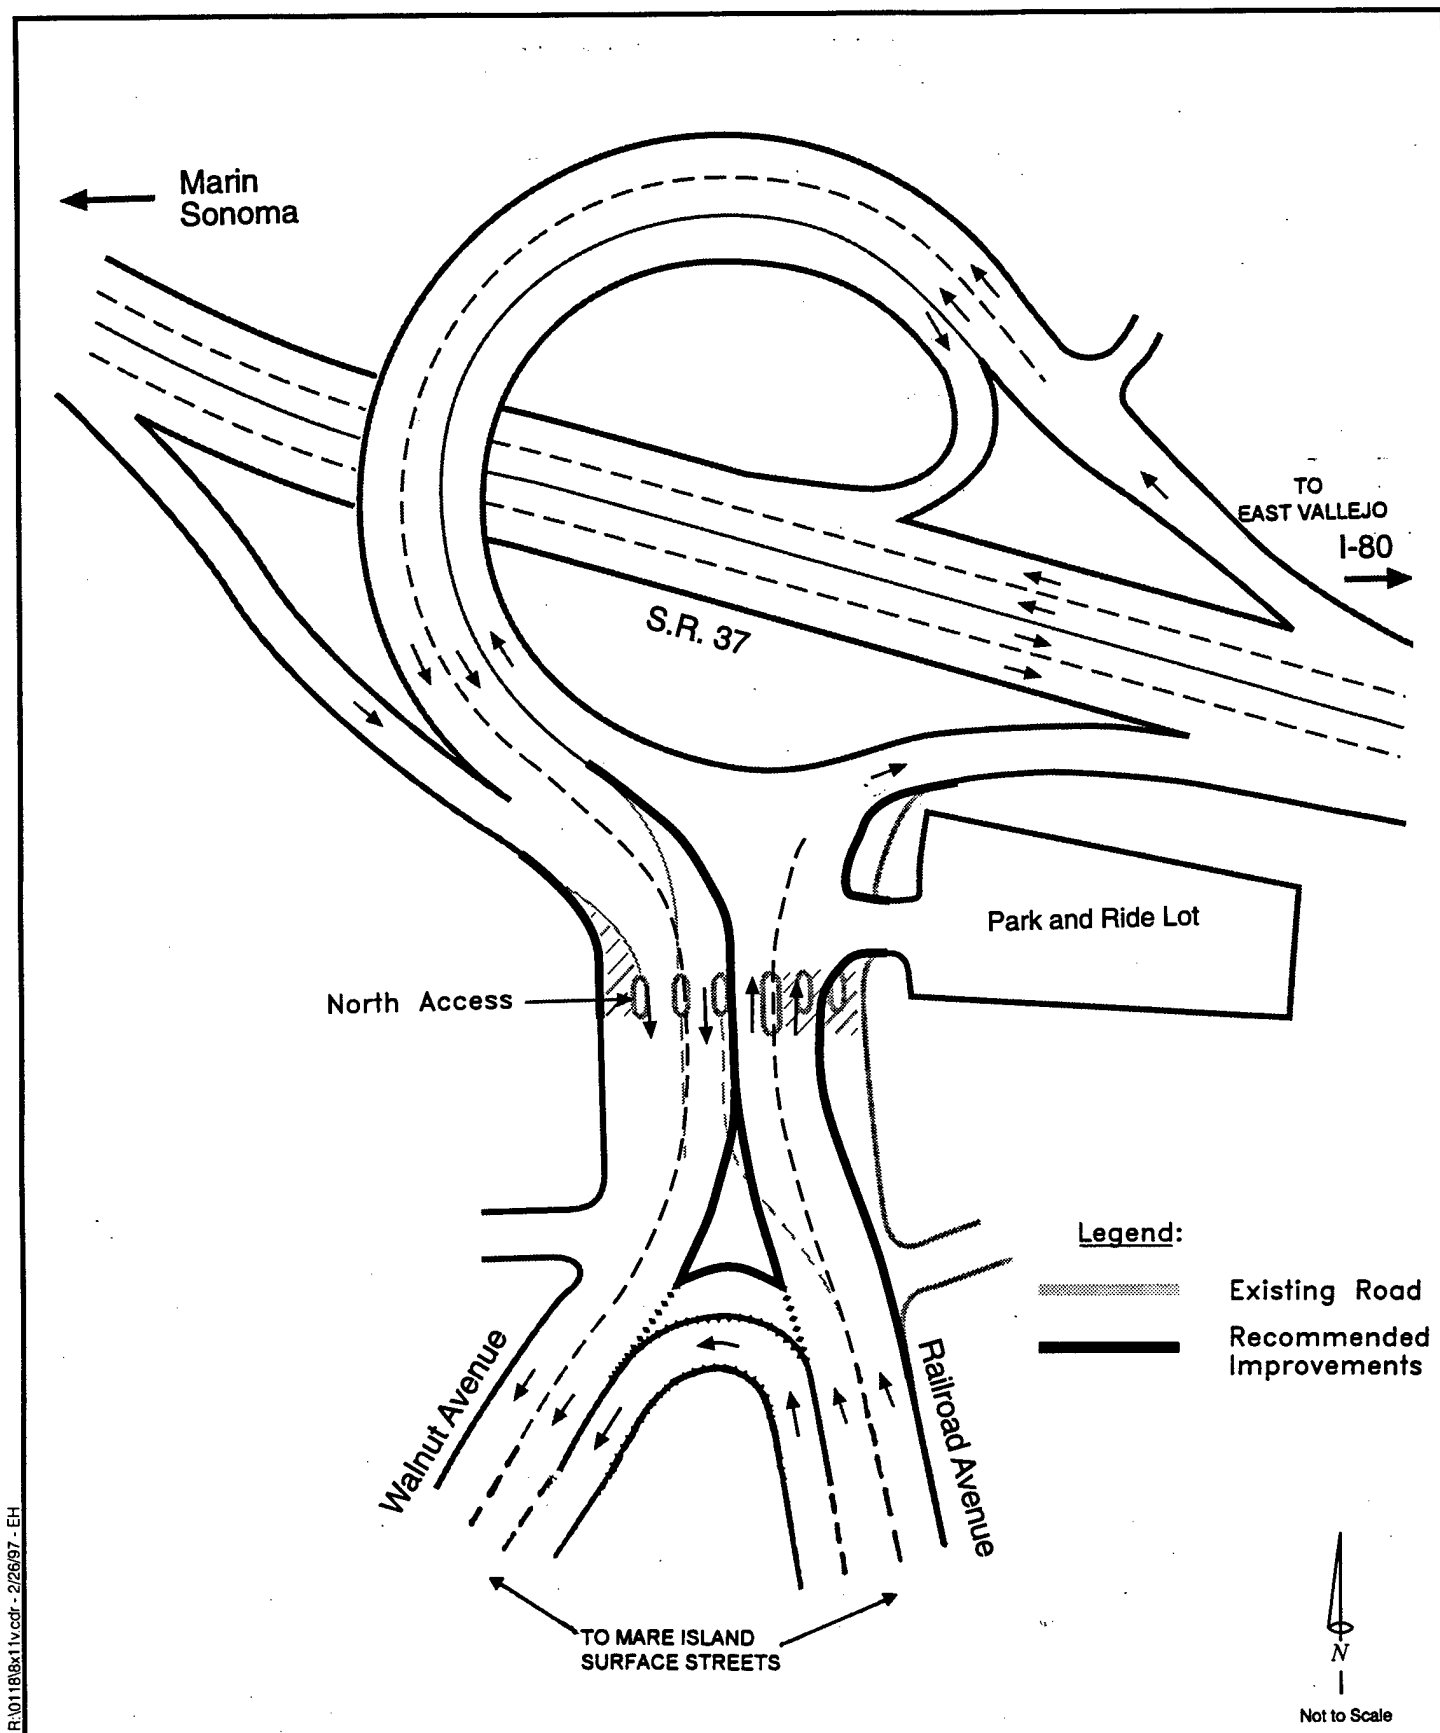 Marin
Sonoma
TO
EAST VALLEJO
I-80
S.R. 37
Park and Ride Lot
North Access
Legend:
Existing Road
Recommended
Improvements
Walnut Avenue
Railroad Avenue
TO MARE ISLAND
SURFACE STREETS
N
Not to Scale
R:\0118\8x11v.cdr - 2/26/97 - EH